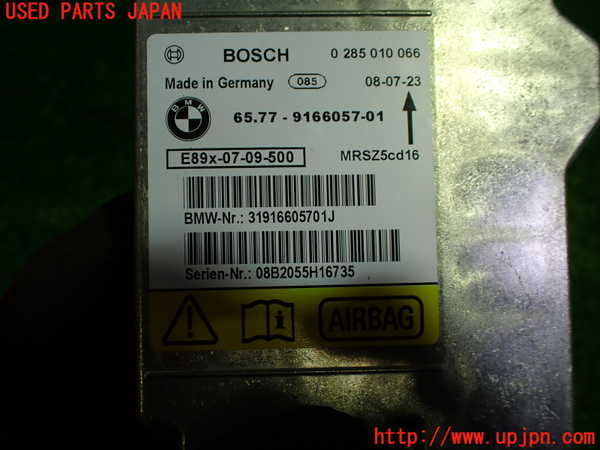 USED PARTS JAPAN
BOSCH 0 285 010 066
Made in Germany 085 08-07-23
BMW 65.77 - 9166057-01
E89x-07-09-500 MRSZ5cd16
BMW-Nr.: 31916605701J
Serien-Nr.: 08B2055H16735
AIRBAG
http://www.upjpn.com/